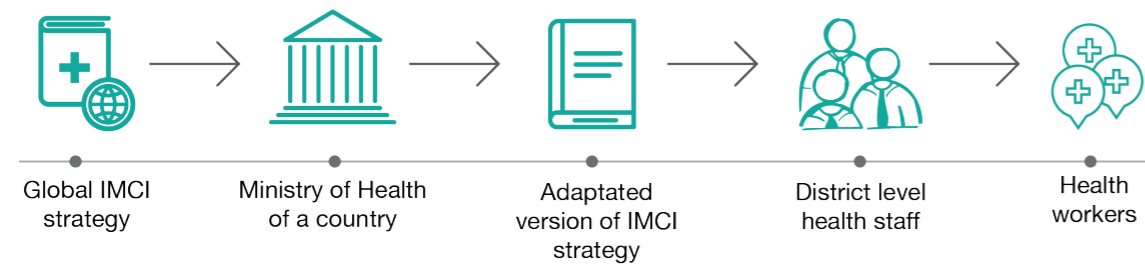 Global IMCI
strategy
Ministry of Health
of a country
Adaptated
version of IMCI
strategy
District level
health staff
Health
workers